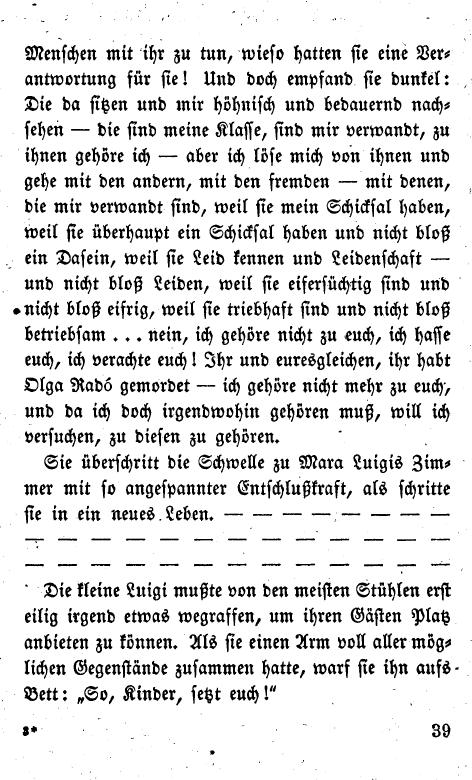 Menschen mit ihr zu tun, wieso hatten sie eine Ver-
antwortung für sie! Und doch empfand sie dunkel:
Die da sitzen und mir höhnisch und bedauernd nach-
sehen — die sind meine Klasse, sind mir verwandt, zu
ihnen gehöre ich — aber ich löse mich von ihnen und
gehe mit den andern, mit den fremden — mit denen,
die mir verwandt sind, weil sie mein Schicksal haben,
weil sie überhaupt ein Schicksal haben und nicht bloß
ein Dasein, weil sie Leid kennen und Leidenschaft —
und nicht bloß Leiden, weil sie eifersüchtig sind und
nicht bloß eifrig, weil sie triebhaft sind und nicht bloß
betriebsam ... nein, ich gehöre nicht zu euch, ich hasse
euch, ich verachte euch! Ihr und euresgleichen, ihr habt
Olga Radó gemordet — ich gehöre nicht mehr zu euch,
und da ich doch irgendwohin gehören muß, will ich
versuchen, zu diesen zu gehören.
Sie überschritt die Schwelle zu Mara Luigis Zim-
mer mit so angespannter Entschlußkraft, als schritte
sie in ein neues Leben. — — — — — — — —
— — — — — — — — — — — — — — —
— — — — — — — — — — — — — — —
Die kleine Luigi mußte von den meisten Stühlen erst
eilig irgend etwas wegraffen, um ihren Gästen Platz
anbieten zu können. Als sie einen Arm voll aller mög-
lichen Gegenstände zusammen hatte, warf sie ihn aufs
Bett: „So, Kinder, setzt euch!“
3* 39